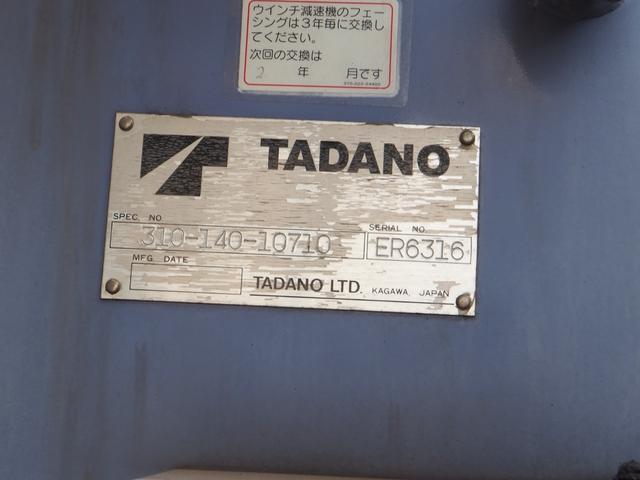 ウインチ減速機のフェー
シングは3年毎に交換し
てください。
次回の交換は
2 年 月です
TADANO
SPEC. NO.
310-140-10710
SERIAL NO.
ER6316
MFG. DATE
TADANO LTD. KAGAWA, JAPAN